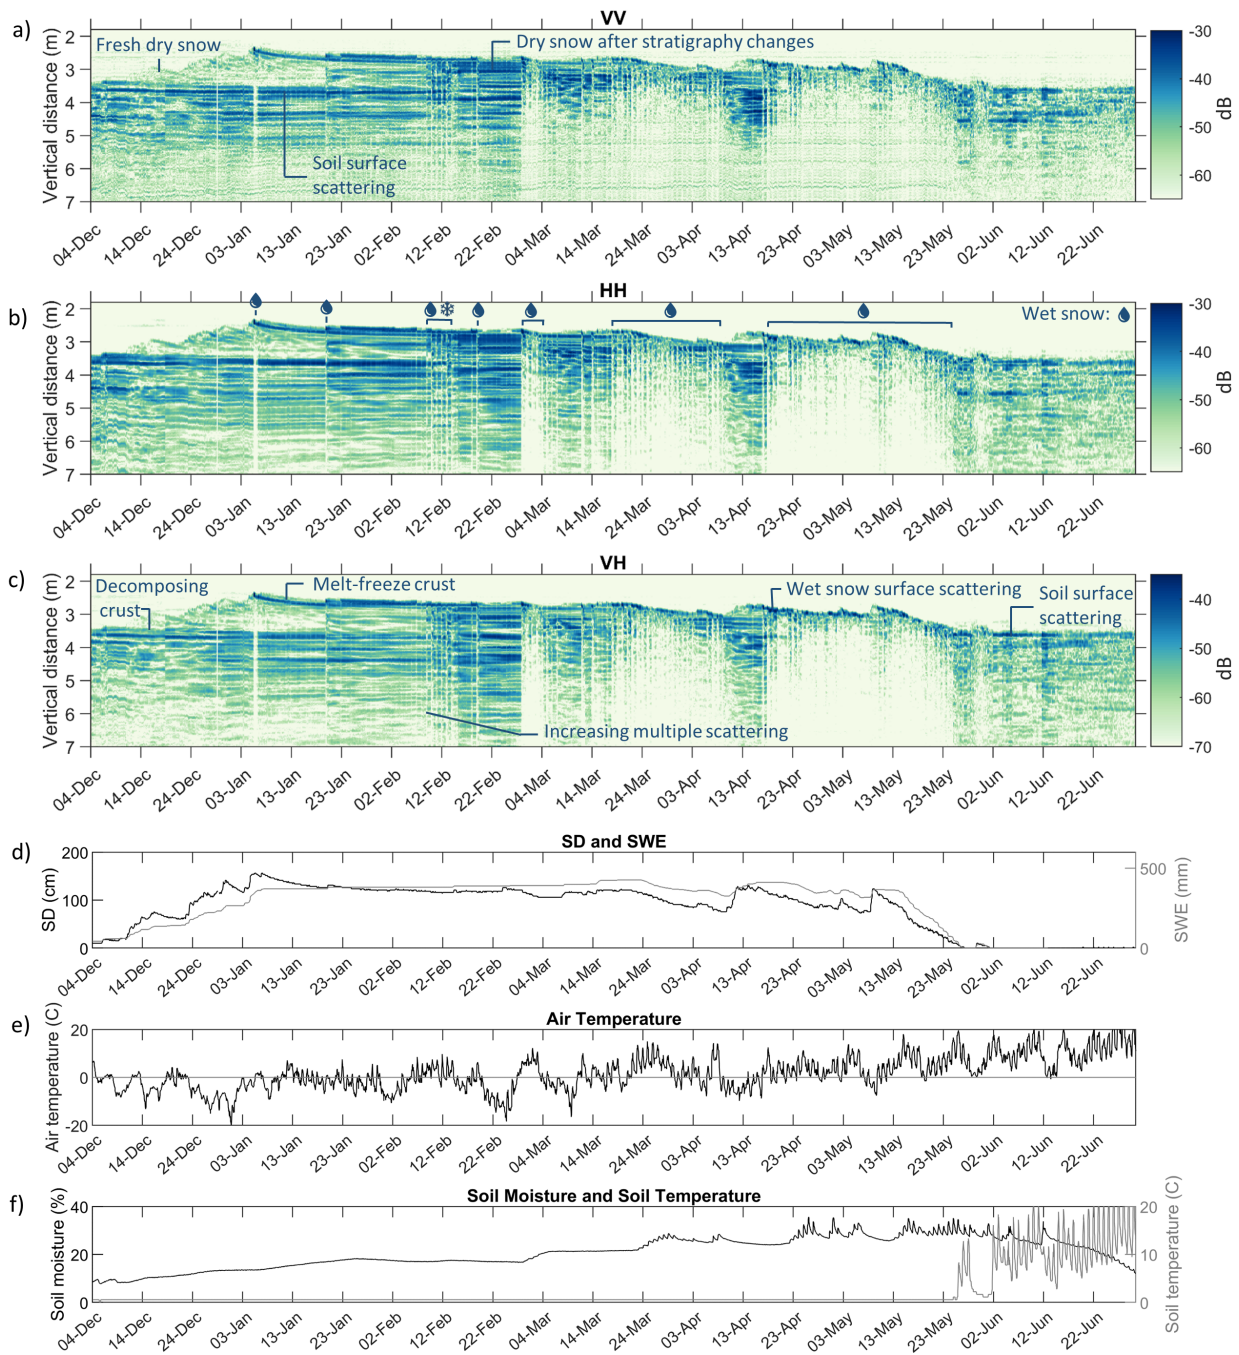 a)
VV
Vertical distance (m)
2
3
4
5
6
7
Fresh dry snow
Dry snow after stratigraphy changes
Soil surface
scattering
-30
-40
-50
-60
dB
04-Dec 14-Dec 24-Dec 03-Jan 13-Jan 23-Jan 02-Feb 12-Feb 22-Feb 04-Mar 14-Mar 24-Mar 03-Apr 13-Apr 23-Apr 03-May 13-May 23-May 02-Jun 12-Jun 22-Jun
b)
HH
Vertical distance (m)
2
3
4
5
6
7
Wet snow:
-30
-40
-50
-60
dB
04-Dec 14-Dec 24-Dec 03-Jan 13-Jan 23-Jan 02-Feb 12-Feb 22-Feb 04-Mar 14-Mar 24-Mar 03-Apr 13-Apr 23-Apr 03-May 13-May 23-May 02-Jun 12-Jun 22-Jun
c)
VH
Vertical distance (m)
2
3
4
5
6
7
Decomposing
crust
Melt-freeze crust
Wet snow surface scattering
Soil surface
scattering
Increasing multiple scattering
-40
-50
-60
-70
dB
04-Dec 14-Dec 24-Dec 03-Jan 13-Jan 23-Jan 02-Feb 12-Feb 22-Feb 04-Mar 14-Mar 24-Mar 03-Apr 13-Apr 23-Apr 03-May 13-May 23-May 02-Jun 12-Jun 22-Jun
d)
SD and SWE
SD (cm)
200
100
0
500
0
SWE (mm)
04-Dec 14-Dec 24-Dec 03-Jan 13-Jan 23-Jan 02-Feb 12-Feb 22-Feb 04-Mar 14-Mar 24-Mar 03-Apr 13-Apr 23-Apr 03-May 13-May 23-May 02-Jun 12-Jun 22-Jun
e)
Air Temperature
Air temperature (C)
20
0
-20
04-Dec 14-Dec 24-Dec 03-Jan 13-Jan 23-Jan 02-Feb 12-Feb 22-Feb 04-Mar 14-Mar 24-Mar 03-Apr 13-Apr 23-Apr 03-May 13-May 23-May 02-Jun 12-Jun 22-Jun
f)
Soil Moisture and Soil Temperature
Soil moisture (%)
40
20
0
20
10
0
Soil temperature (C)
04-Dec 14-Dec 24-Dec 03-Jan 13-Jan 23-Jan 02-Feb 12-Feb 22-Feb 04-Mar 14-Mar 24-Mar 03-Apr 13-Apr 23-Apr 03-May 13-May 23-May 02-Jun 12-Jun 22-Jun